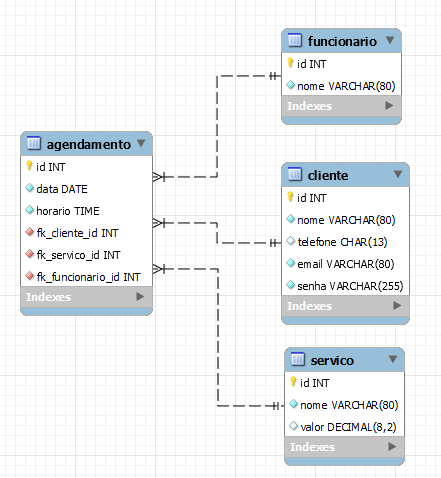 funcionario
id INT
nome VARCHAR(80)
Indexes
agendamento
id INT
data DATE
horario TIME
fk_cliente_id INT
fk_servico_id INT
fk_funcionario_id INT
Indexes
cliente
id INT
nome VARCHAR(80)
telefone CHAR(13)
email VARCHAR(80)
senha VARCHAR(255)
Indexes
servico
id INT
nome VARCHAR(80)
valor DECIMAL(8,2)
Indexes